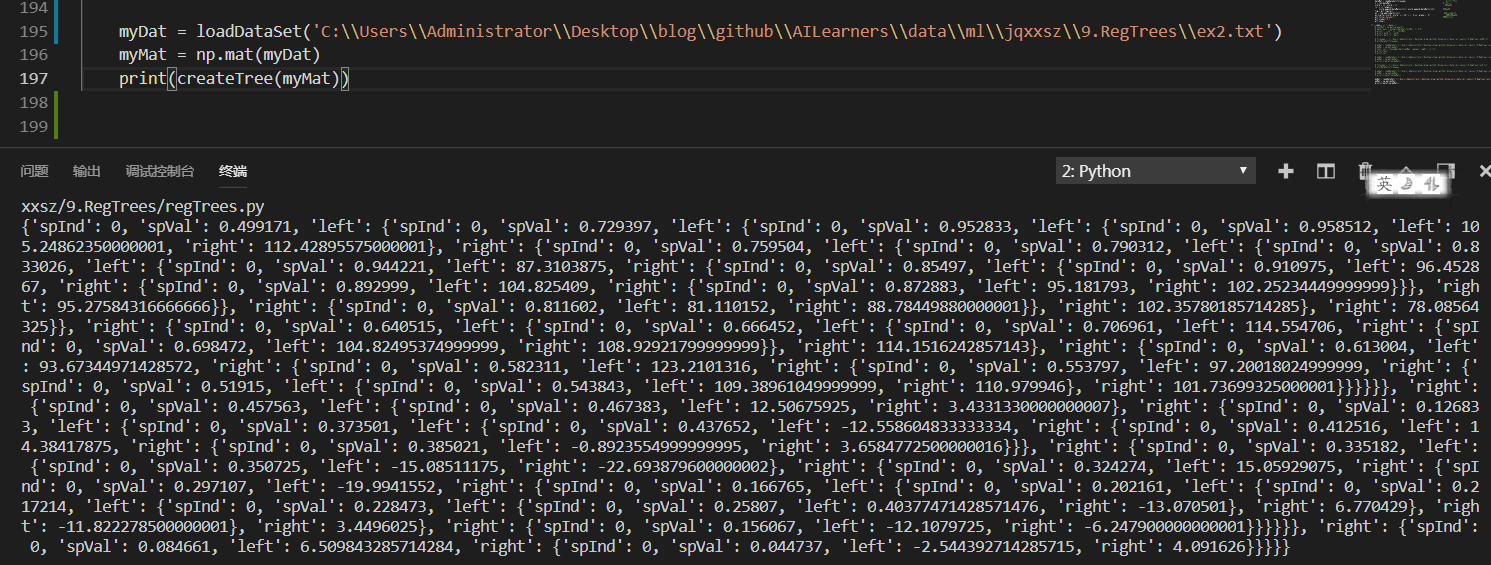 194
195 myDat = loadDataSet('C:\\Users\\Administrator\\Desktop\\blog\\github\\AILearners\\data\\ml\\jqxxsz\\9.RegTrees\\ex2.txt')
196 myMat = np.mat(myDat)
197 print(createTree(myMat))
198
199
问题 输出 调试控制台 终端 2: Python
英
xxsz/9.RegTrees/regTrees.py
{'spInd': 0, 'spVal': 0.499171, 'left': {'spInd': 0, 'spVal': 0.729397, 'left': {'spInd': 0, 'spVal': 0.952833, 'left': {'spInd': 0, 'spVal': 0.958512, 'left': 10
5.24862350000001, 'right': 112.42895575000001}, 'right': {'spInd': 0, 'spVal': 0.759504, 'left': {'spInd': 0, 'spVal': 0.790312, 'left': {'spInd': 0, 'spVal': 0.8
33026, 'left': {'spInd': 0, 'spVal': 0.944221, 'left': 87.3103875, 'right': {'spInd': 0, 'spVal': 0.85497, 'left': {'spInd': 0, 'spVal': 0.910975, 'left': 96.4528
67, 'right': {'spInd': 0, 'spVal': 0.892999, 'left': 104.825409, 'right': {'spInd': 0, 'spVal': 0.872883, 'left': 95.181793, 'right': 102.25234449999999}}}, 'righ
t': 95.27584316666666}}, 'right': {'spInd': 0, 'spVal': 0.811602, 'left': 81.110152, 'right': 88.78449880000001}}, 'right': 102.35780185714285}, 'right': 78.08564
325}}, 'right': {'spInd': 0, 'spVal': 0.640515, 'left': {'spInd': 0, 'spVal': 0.666452, 'left': {'spInd': 0, 'spVal': 0.706961, 'left': 114.554706, 'right': {'spI
nd': 0, 'spVal': 0.698472, 'left': 104.82495374999999, 'right': 108.92921799999999}}, 'right': 114.1516242857143}, 'right': {'spInd': 0, 'spVal': 0.613004, 'left'
: 93.67344971428572, 'right': {'spInd': 0, 'spVal': 0.582311, 'left': 123.2101316, 'right': {'spInd': 0, 'spVal': 0.553797, 'left': 97.20018024999999, 'right': {'
spInd': 0, 'spVal': 0.51915, 'left': {'spInd': 0, 'spVal': 0.543843, 'left': 109.38961049999999, 'right': 110.979946}, 'right': 101.73699325000001}}}}}}, 'right':
{'spInd': 0, 'spVal': 0.457563, 'left': {'spInd': 0, 'spVal': 0.467383, 'left': 12.50675925, 'right': 3.4331330000000007}, 'right': {'spInd': 0, 'spVal': 0.12683
3, 'left': {'spInd': 0, 'spVal': 0.373501, 'left': {'spInd': 0, 'spVal': 0.437652, 'left': -12.558604833333334, 'right': {'spInd': 0, 'spVal': 0.412516, 'left': 1
4.38417875, 'right': {'spInd': 0, 'spVal': 0.385021, 'left': -0.8923554999999995, 'right': 3.6584772500000016}}}, 'right': {'spInd': 0, 'spVal': 0.335182, 'left':
{'spInd': 0, 'spVal': 0.350725, 'left': -15.08511175, 'right': -22.693879600000002}, 'right': {'spInd': 0, 'spVal': 0.324274, 'left': 15.05929075, 'right': {'spI
nd': 0, 'spVal': 0.297107, 'left': -19.9941552, 'right': {'spInd': 0, 'spVal': 0.166765, 'left': {'spInd': 0, 'spVal': 0.202161, 'left': {'spInd': 0, 'spVal': 0.2
17214, 'left': {'spInd': 0, 'spVal': 0.228473, 'left': {'spInd': 0, 'spVal': 0.25807, 'left': 0.40377471428571476, 'right': -13.070501}, 'right': 6.770429}, 'righ
t': -11.822278500000001}, 'right': 3.4496025}, 'right': {'spInd': 0, 'spVal': 0.156067, 'left': -12.1079725, 'right': -6.247900000000001}}}}}}, 'right': {'spInd':
0, 'spVal': 0.084661, 'left': 6.509843285714284, 'right': {'spInd': 0, 'spVal': 0.044737, 'left': -2.544392714285715, 'right': 4.091626}}}}}